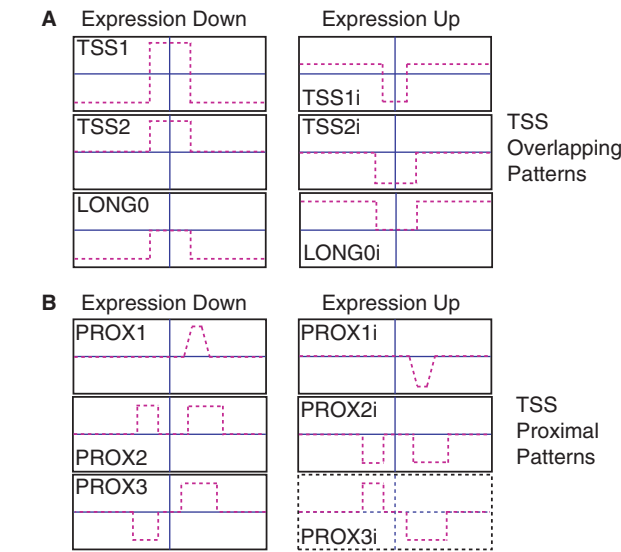 A Expression Down Expression Up
TSS1
TSS1i
TSS2 TSS2i
TSS
Overlapping
Patterns
LONG0
LONG0i
B Expression Down Expression Up
PROX1 PROX1i
PROX2i
PROX2
TSS
Proximal
Patterns
PROX3
PROX3i